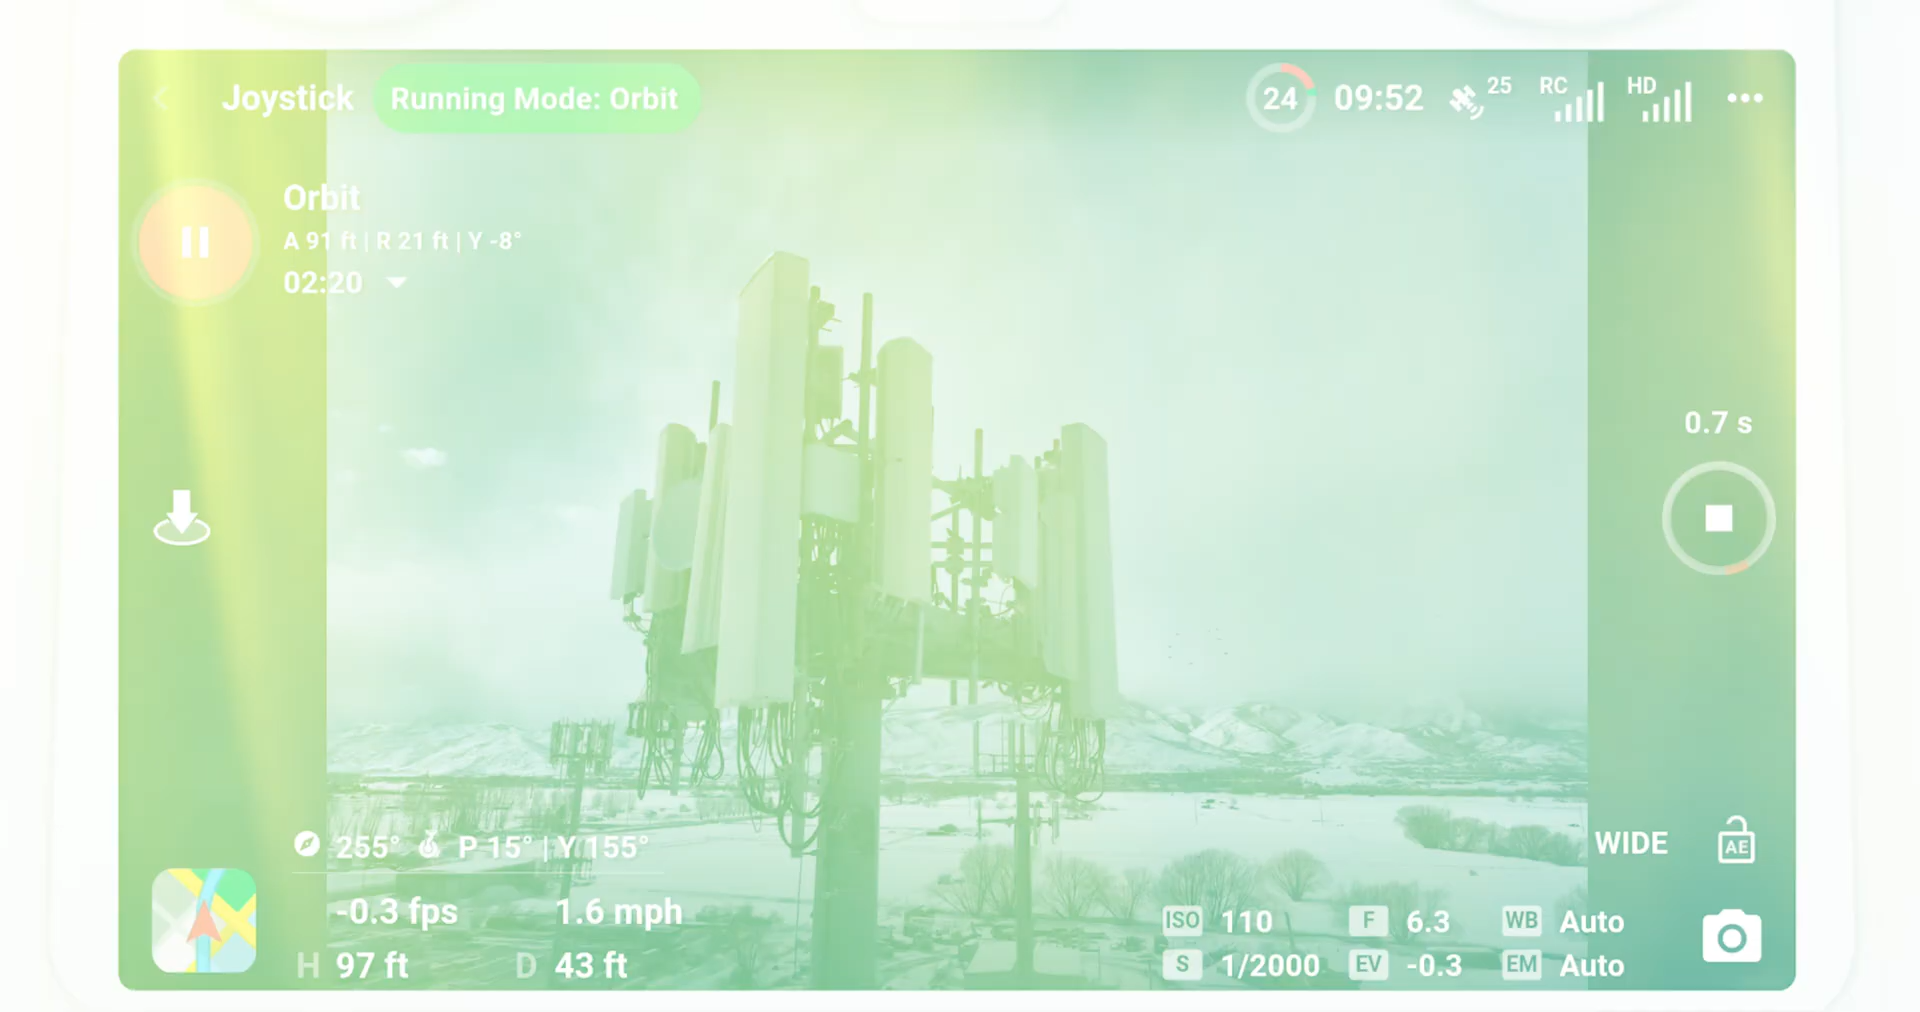 Joystick
Running Mode: Orbit
24
09:52
25
RC
HD
Orbit
A 91 ft | R 21 ft | Y -8°
02:20
0.7 s
WIDE
AE
255° P 15° | Y 155°
-0.3 fps 1.6 mph
H 97 ft D 43 ft
ISO 110 F 6.3 WB Auto
S 1/2000 EV -0.3 EM Auto